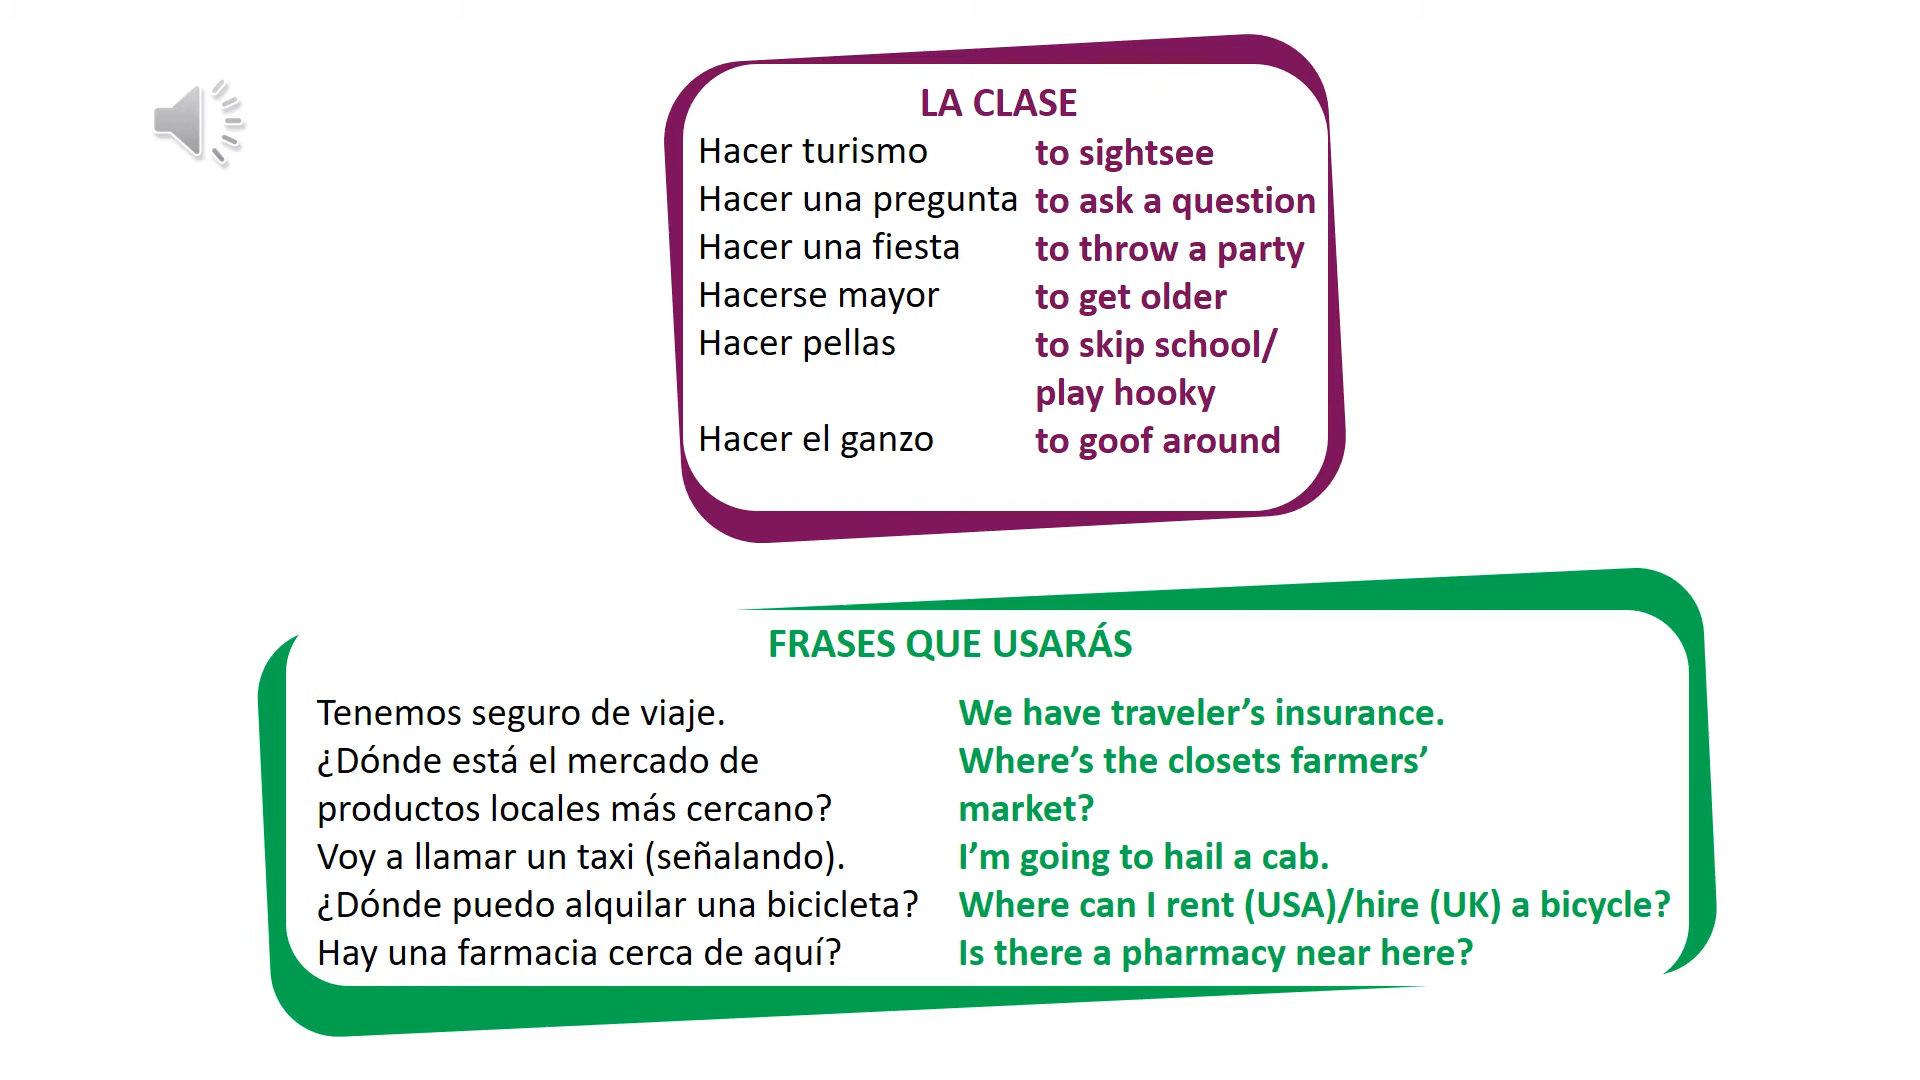 LA CLASE
Hacer turismo to sightsee
Hacer una pregunta to ask a question
Hacer una fiesta to throw a party
Hacerse mayor to get older
Hacer pellas to skip school/
play hooky
Hacer el ganzo to goof around
FRASES QUE USARÁS
Tenemos seguro de viaje. We have traveler’s insurance.
¿Dónde está el mercado de Where’s the closets farmers’
productos locales más cercano? market?
Voy a llamar un taxi (señalando). I’m going to hail a cab.
¿Dónde puedo alquilar una bicicleta? Where can I rent (USA)/hire (UK) a bicycle?
Hay una farmacia cerca de aquí? Is there a pharmacy near here?